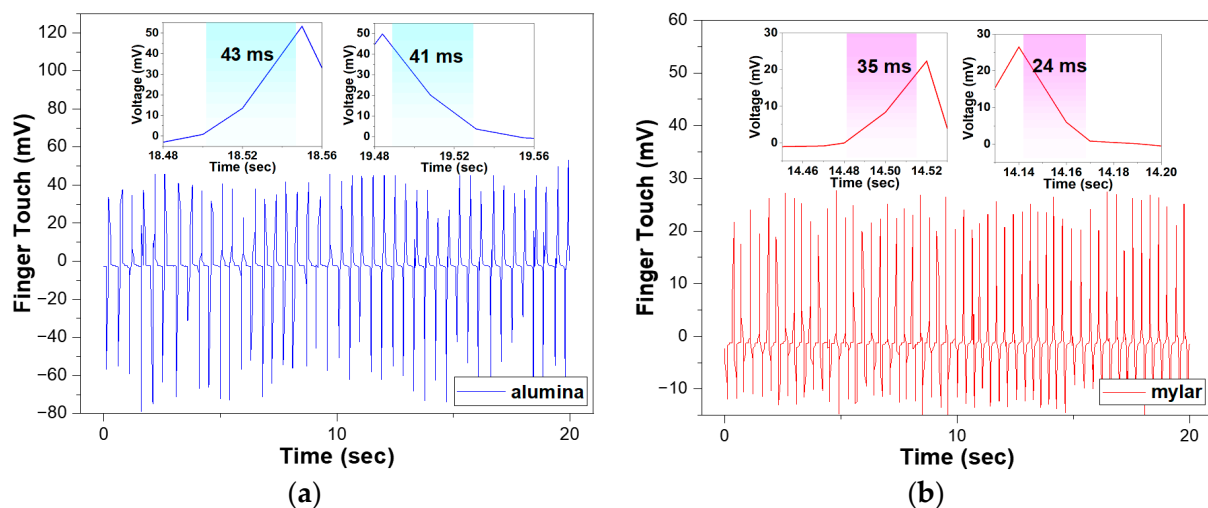 120
100
80
60
40
20
0
−20
−40
−60
−80
Finger Touch (mV)
0
10
20
Time (sec)
alumina
50
40
30
20
10
0
Voltage (mV)
43 ms
18.48
18.52
18.56
Time (sec)
50
40
30
20
10
0
Voltage (mV)
41 ms
19.48
19.52
19.56
Time (sec)
(a)
60
50
40
30
20
10
0
−10
Finger Touch (mV)
0
10
20
Time (sec)
mylar
30
20
10
0
Voltage (mV)
35 ms
14.46
14.48
14.50
14.52
Time (sec)
30
20
10
0
Voltage (mV)
24 ms
14.14
14.16
14.18
14.20
Time (sec)
(b)